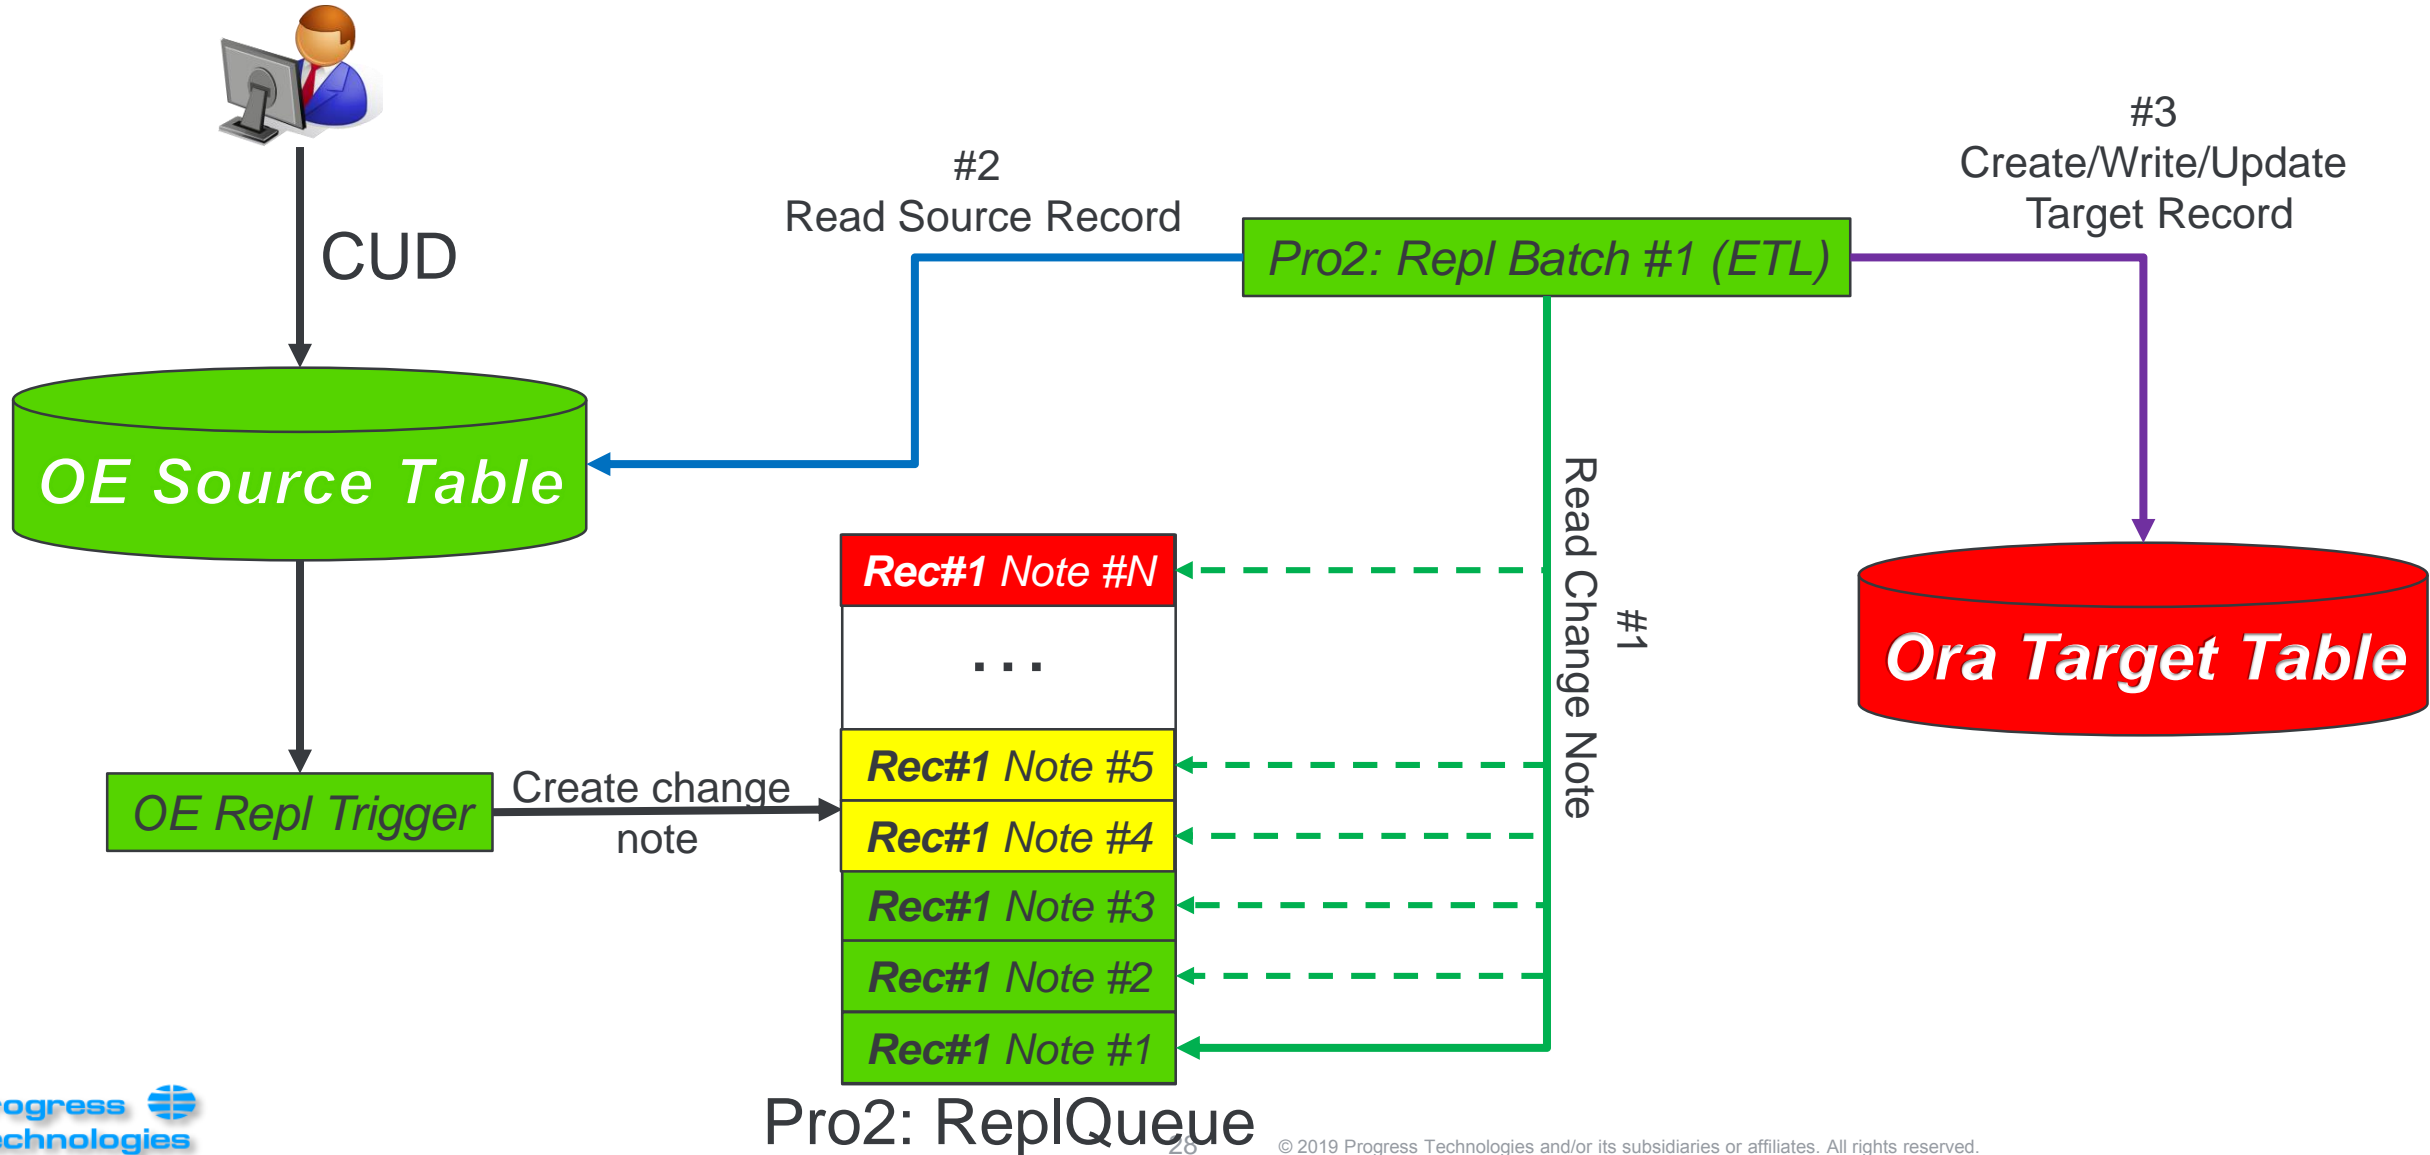 #3
Create/Write/Update
Target Record
#2
Read Source Record
CUD
Pro2: Repl Batch #1 (ETL)
OE Source Table
#1
Read Change Note
Rec#1 Note #N
...
Ora Target Table
Rec#1 Note #5
Create change
note
OE Repl Trigger
Rec#1 Note #4
Rec#1 Note #3
Rec#1 Note #2
Rec#1 Note #1
Pro2: ReplQueue
ogress
chnologies
28
© 2019 Progress Technologies and/or its subsidiaries or affiliates. All rights reserved.